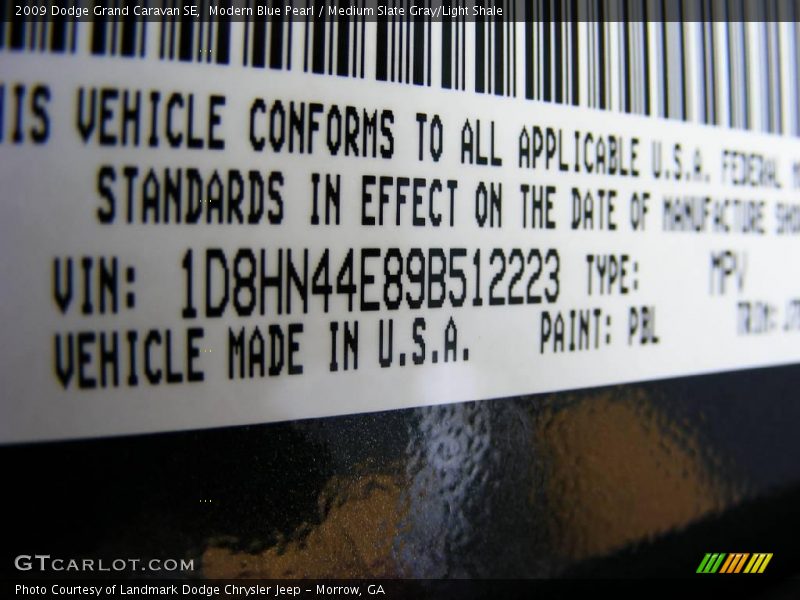 2009 Dodge Grand Caravan SE, Modern Blue Pearl / Medium Slate Gray/Light Shale
VEHICLE CONFORMS TO ALL APPLICABLE U.S.A. FEDERAL
STANDARDS IN EFFECT ON THE DATE OF MANUFACTURE
VIN: 1D8HN44E89B512223 TYPE: MPV
VEHICLE MADE IN U.S.A. PAINT: PBL TRIM:
GTCARLOT.COM
Photo Courtesy of Landmark Dodge Chrysler Jeep - Morrow, GA